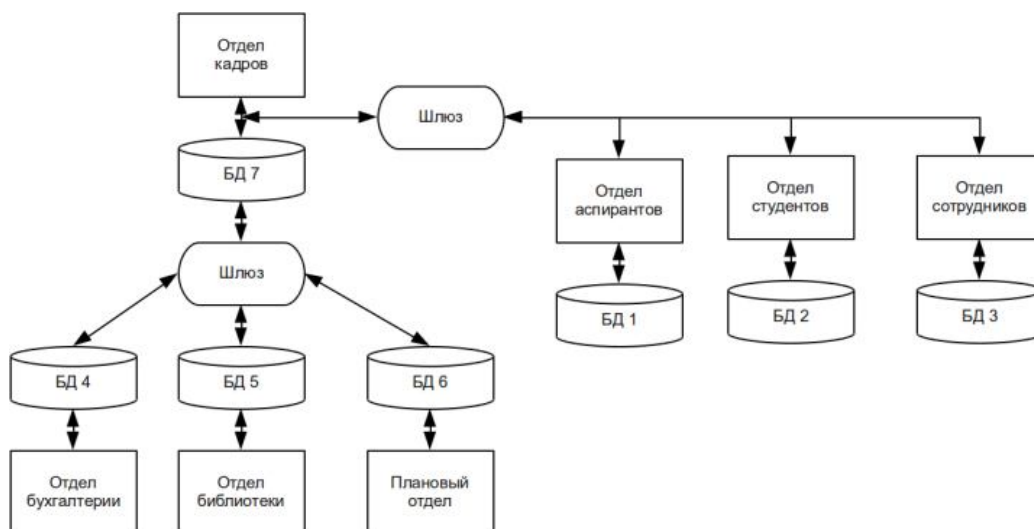 Отдел
кадров
Шлюз
БД 7
Отдел
аспирантов
Отдел
студентов
Отдел
сотрудников
Шлюз
БД 1
БД 2
БД 3
БД 4
БД 5
БД 6
Отдел
бухгалтерии
Отдел
библиотеки
Плановый
отдел